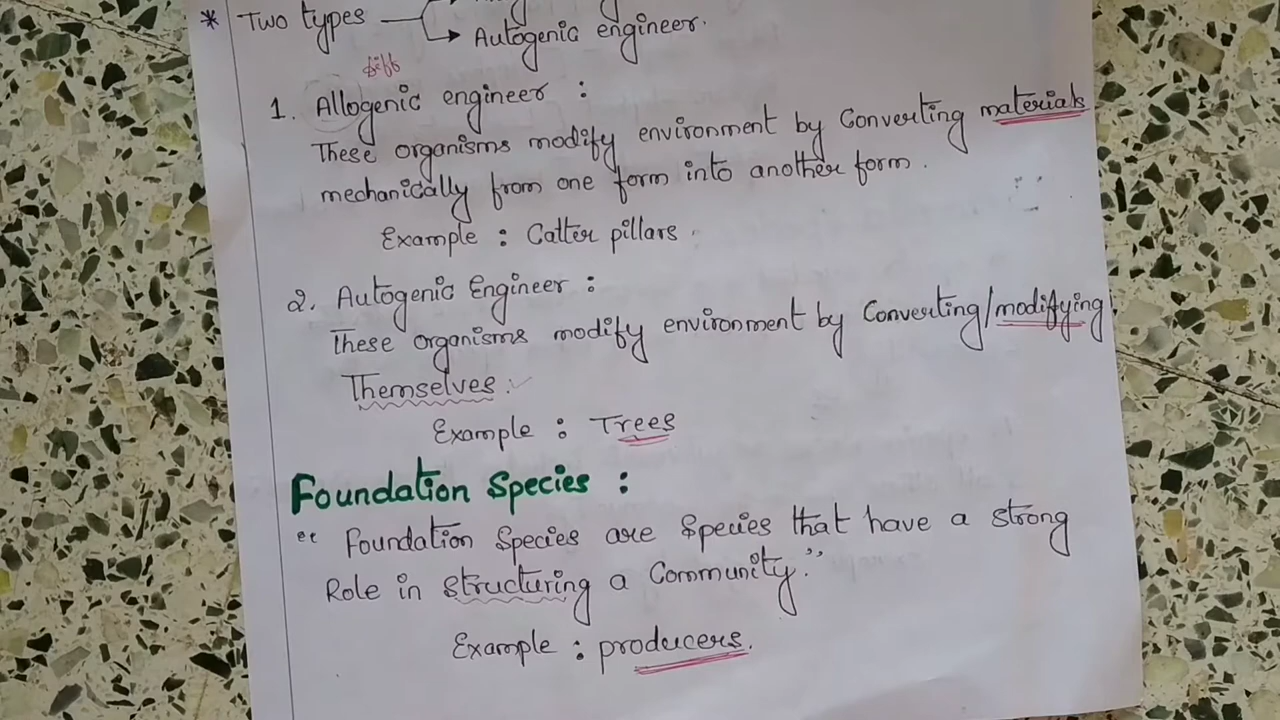 * Two types
Autogenic engineer.
diff
1. Allogenic engineer :
These organisms modify environment by Converting materials
mechanically from one form into another form.
Example : Catter pillars.
2. Autogenic Engineer :
These organisms modify environment by Converting/modifying
Themselves.
Example : Trees
Foundation Species :
" Foundation Species are Species that have a strong
Role in structuring a Community."
Example : producers.